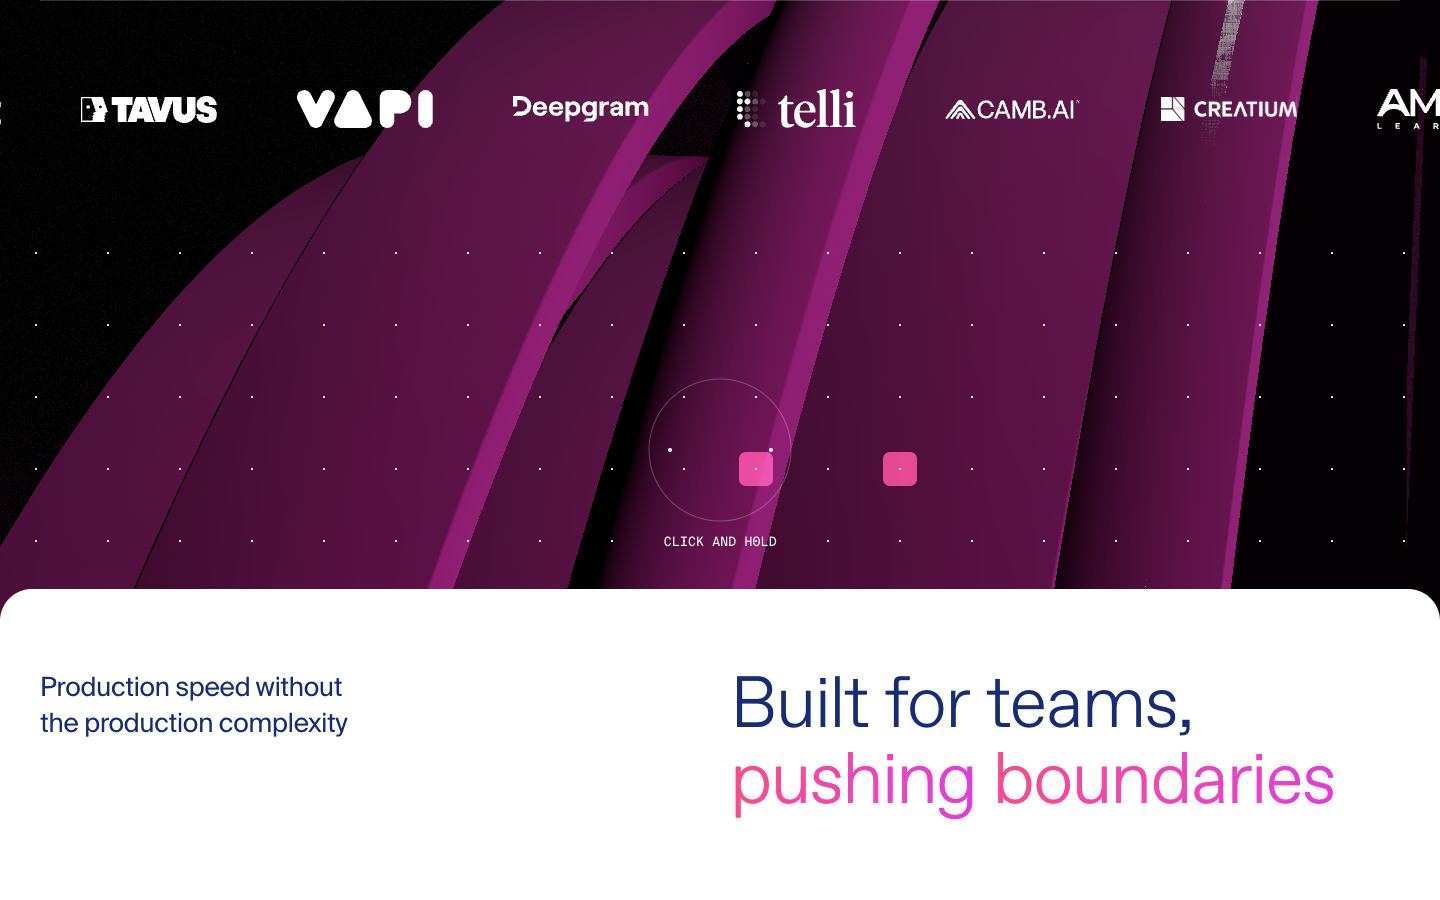 TAVUS
VAPI
Deepgram
telli
CAMB.AI
CREATIUM
CLICK AND HOLD
Production speed without
the production complexity
Built for teams,
pushing boundaries